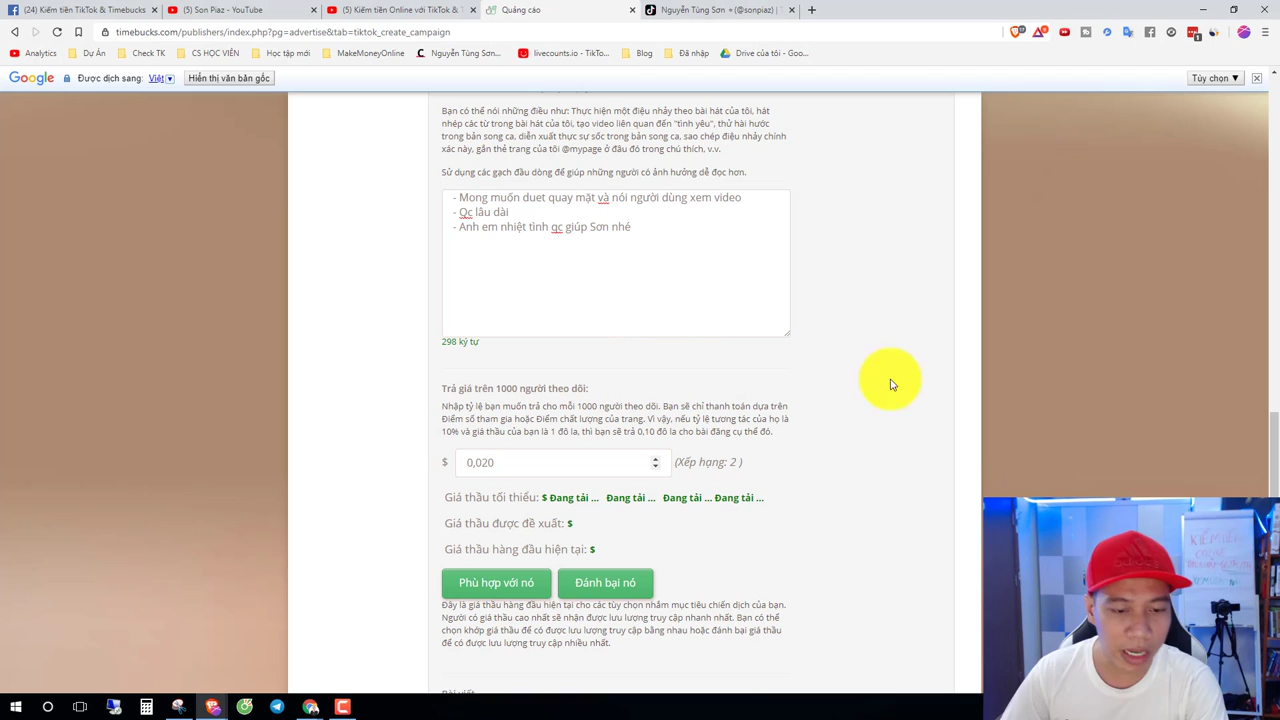 (24) Kiếm tiền TikTok & Timebucks
(5) Son Piaz - YouTube
(5) Kiếm tiền Online với TikTok & T
Quảng cáo
Nguyễn Tùng Sơn
(@sonpiaz) | T
timebucks.com/publishers/index.php?pg=advertise&tab=tiktok_create_campaign
Analytics
Dự Án
Check TK
CS HỌC VIÊN
Học tập mới
MakeMoneyOnline
Nguyễn Tùng Sơn...
livecounts.io - TikTo...
Blog
Đã nhập
Drive của tôi - Goo...
Google
Được dịch sang:
Việt
Hiển thị văn bản gốc
Tùy chọn ▼
Bạn có thể nói những điều như: Thực hiện một điệu nhảy theo bài hát của tôi, hát
nhép các từ trong bài hát của tôi, tạo video liên quan đến "tình yêu", thử hài hước
trong bản song ca, diễn xuất thực sự sốc trong bản song ca, sao chép điệu nhảy chính
xác này, gắn thẻ trang của tôi @mypage ở đâu đó trong chú thích, v.v.
Sử dụng các gạch đầu dòng để giúp những người có ảnh hưởng dễ đọc hơn.
- Mong muốn duet quay mặt và nói người dùng xem video
- Qc lâu dài
- Anh em nhiệt tình qc giúp Sơn nhé
298 ký tự
Trả giá trên 1000 người theo dõi:
Nhập tỷ lệ bạn muốn trả cho mỗi 1000 người theo dõi. Bạn sẽ chỉ thanh toán dựa trên
Điểm số tham gia hoặc Điểm chất lượng của trang. Vì vậy, nếu tỷ lệ tương tác của họ là
10% và giá thầu của bạn là 1 đô la, thì bạn sẽ trả 0,10 đô la cho bài đăng cụ thể đó.
$ 0,020 (Xếp hạng: 2 )
Giá thầu tối thiểu: $ Đang tải ... Đang tải ... Đang tải ... Đang tải ...
Giá thầu được đề xuất: $
Giá thầu hàng đầu hiện tại: $
Phù hợp với nó
Đánh bại nó
Đây là giá thầu hàng đầu hiện tại cho các tùy chọn nhắm mục tiêu chiến dịch của bạn.
Người có giá thầu cao nhất sẽ nhận được lưu lượng truy cập nhanh nhất. Bạn có thể
chọn khớp giá thầu để có được lưu lượng truy cập bằng nhau hoặc đánh bại giá thầu
để có được lưu lượng truy cập nhiều nhất.
Bài viết